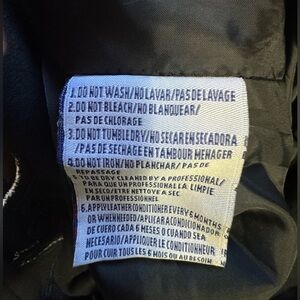 1.DO NOT WASH/NO LAVAR/PAS DE LAVAGE
2.DO NOT BLEACH/NO BLANQUEAR/
PAS DE CHLORAGE
3.DO NOT TUMBLE DRY/NO SECAR EN SECADORA
/PAS DE SECHAGE EN TAMBOUR MENAGER
4.DO NOT IRON/NO PLANCHAR/PAS DE
REPASSAGE
5.TO BE DRY CLEANED BY A PROFESSIONAL/
PARA QUE UN PROFESSIONAL LA LIMPIE
EN SECO/ETRE NETTOYE A SEC
PAR UN PROFESSIONNEL
6.APPLY LEATHER CONDITIONER EVERY 6 MONTHS
OR WHEN NEEDED/APLICAR ACONDICIONADOR
DE CUERO CADA 6 MESES O CUANDO SEA
NECESARIO/APPLIQUER LE CONDITIONNEUR
POUR CUIR TOUS LES 6 MOIS OU AU BESOIN